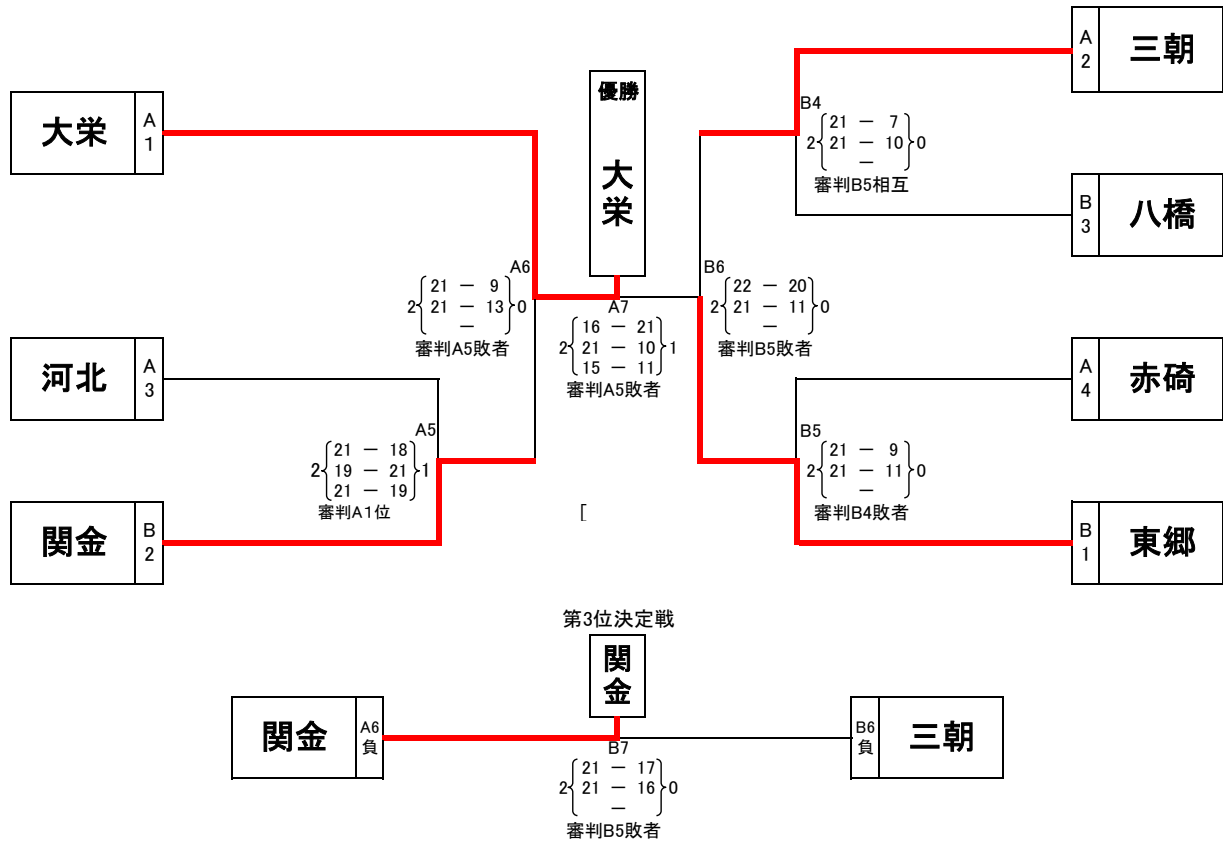 優勝
大栄
大栄
A
1
河北
A
3
関金
B
2
A6
2{21 － 9}0
21 － 13
－
審判A5敗者
A5
2{21 － 18}1
19 － 21
21 － 19
審判A1位
A7
2{16 － 21}1
21 － 10
15 － 11
審判A5敗者
A
2
三朝
B
3
八橋
A
4
赤碕
B
1
東郷
B4
2{21 － 7}0
21 － 10
－
審判B5相互
B6
2{22 － 20}0
21 － 11
－
審判B5敗者
B5
2{21 － 9}0
21 － 11
－
審判B4敗者
[
第3位決定戦
関金
関金
A6
負
B6
負
三朝
B7
2{21 － 17}0
21 － 16
－
審判B5敗者